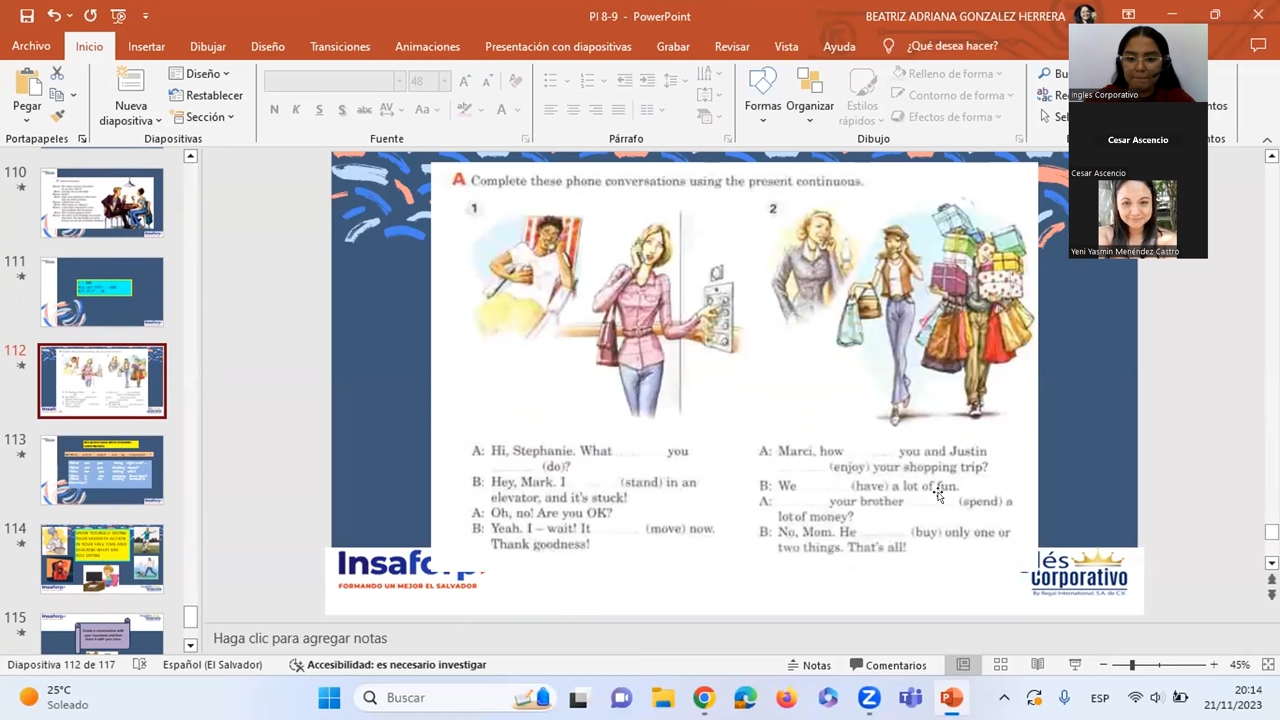 PI 8-9 - PowerPoint
BEATRIZ ADRIANA GONZALEZ HERRERA
Archivo Inicio Insertar Dibujar Diseño Transiciones Animaciones Presentación con diapositivas Grabar Revisar Vista Ayuda ¿Qué desea hacer?
Pegar
Nueva
diapositiva
Diseño
Restablecer
Sección
48
N K S
Formas
Organizar
Estilos
rápidos
Relleno de forma
Contorno de forma
Efectos de forma
Portapapeles Diapositivas Fuente Párrafo Dibujo
Ingles Corporativo
Cesar Ascencio
Cesar Ascencio
Yeni Yasmin Menéndez Castro
110
111
112
113
114
115
A Complete these phone conversations using the present continuous.
1
2
A: Hi, Stephanie. What you
(do)?
B: Hey, Mark. I (stand) in an
elevator, and it's stuck!
A: Oh, no! Are you OK?
B: Yeah. I – wait! It (move) now.
Thank goodness!
A: Marci, how you and Justin
(enjoy) your shopping trip?
B: We (have) a lot of fun.
A: your brother (spend) a
lot of money?
B: No, Mom. He (buy) only one or
two things. That's all!
Insaforp
FORMANDO UN MEJOR EL SALVADOR
lés
Corporativo
By Regal International, S.A. de C.V.
Haga clic para agregar notas
Diapositiva 112 de 117 Español (El Salvador) Accesibilidad: es necesario investigar Notas Comentarios 45%
25°C
Soleado
Buscar
ESP
20:14
21/11/2023